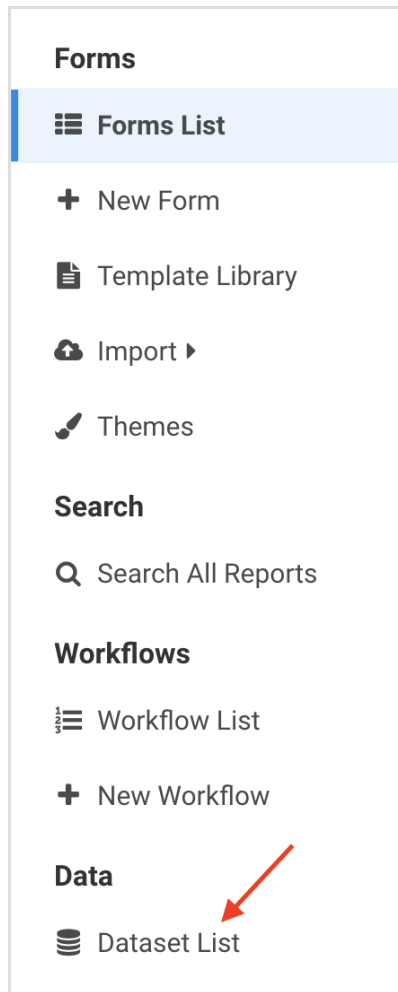 Forms
Forms List
New Form
Template Library
Import
Themes
Search
Search All Reports
Workflows
Workflow List
New Workflow
Data
Dataset List